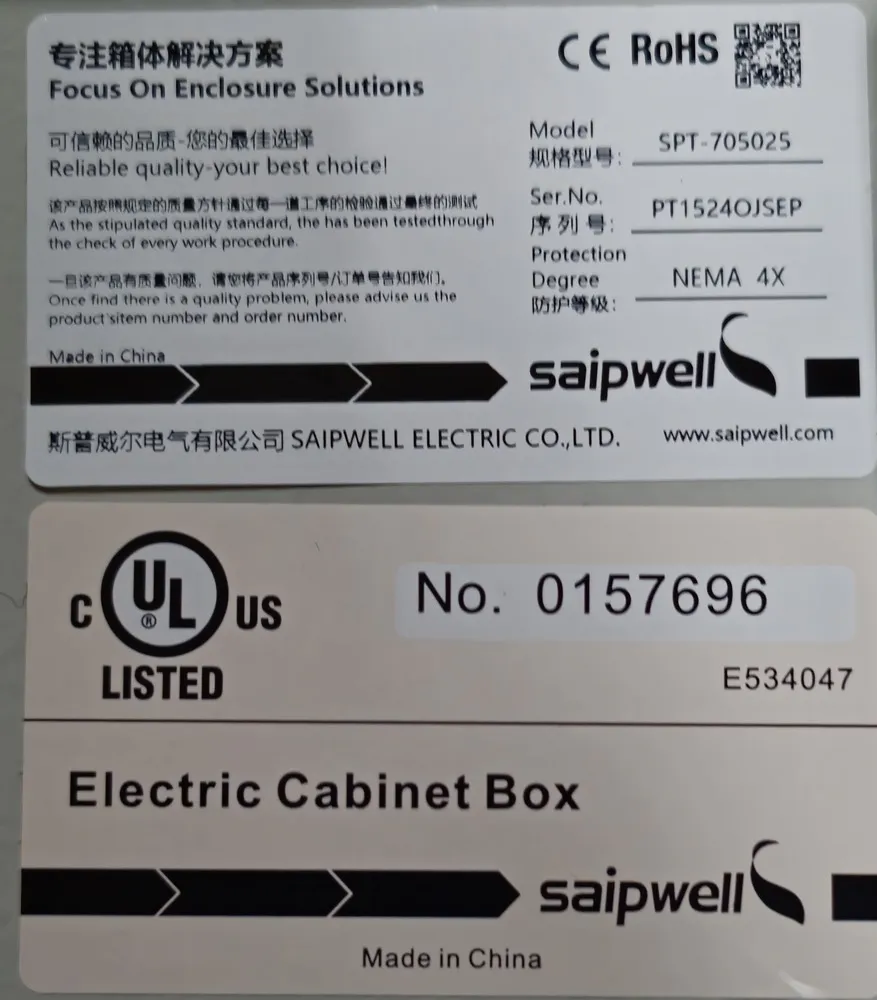 专注箱体解决方案
Focus On Enclosure Solutions
CE RoHS
可信赖的品质-您的最佳选择
Reliable quality-your best choice!
该产品按照规定的质量方针通过每一道工序的检验通过最终的测试
As the stipulated quality standard, the has been testedthrough
the check of every work procedure.
一旦该产品有质量问题，请您将产品序列号/订单号告知我们。
Once find there is a quality problem, please advise us the
product'sitem number and order number.
Made in China
Model
规格型号: SPT-705025
Ser.No.
序列号: PT1524OJSEP
Protection
Degree NEMA 4X
防护等级:
saipwell
斯普威尔电气有限公司 SAIPWELL ELECTRIC CO.,LTD. www.saipwell.com
C UL® US
LISTED
No. 0157696
E534047
Electric Cabinet Box
saipwell
Made in China